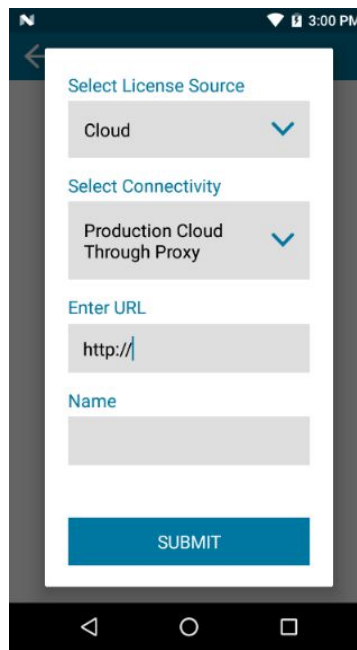 3:00 PM
Select License Source
Cloud
Select Connectivity
Production Cloud
Through Proxy
Enter URL
http://
Name
SUBMIT